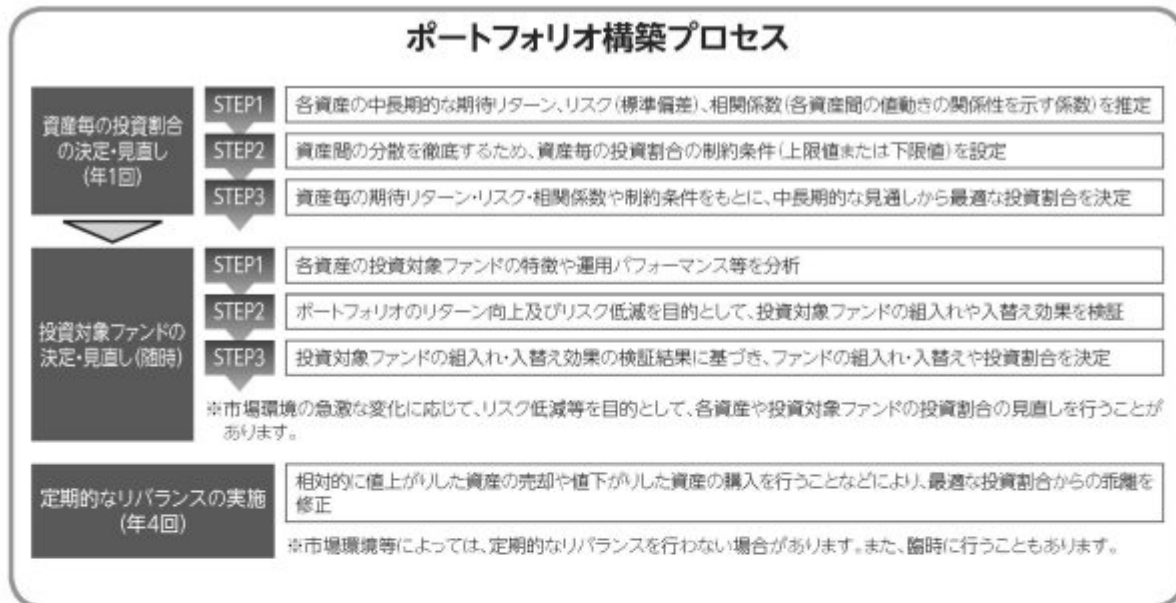 ポートフォリオ構築プロセス
資産毎の投資割合
の決定・見直し
(年1回)
STEP1
各資産の中長期的な期待リターン、リスク(標準偏差)、相関係数(各資産間の値動きの関係性を示す係数)を推定
STEP2
資産間の分散を徹底するため、資産毎の投資割合の制約条件(上限値または下限値)を設定
STEP3
資産毎の期待リターン・リスク・相関係数や制約条件をもとに、中長期的な見通しから最適な投資割合を決定
投資対象ファンドの
決定・見直し(随時)
STEP1
各資産の投資対象ファンドの特徴や運用パフォーマンス等を分析
STEP2
ポートフォリオのリターン向上及びリスク低減を目的として、投資対象ファンドの組入れや入替え効果を検証
STEP3
投資対象ファンドの組入れ・入替え効果の検証結果に基づき、ファンドの組入れ・入替えや投資割合を決定
※市場環境の急激な変化に応じて、リスク低減等を目的として、各資産や投資対象ファンドの投資割合の見直しを行うことが
あります。
定期的なリバランスの実施
(年4回)
相対的に値上がりした資産の売却や値下がりした資産の購入を行うことなどにより、最適な投資割合からの乖離を
修正
※市場環境等によっては、定期的なリバランスを行わない場合があります。また、臨時に行うこともあります。